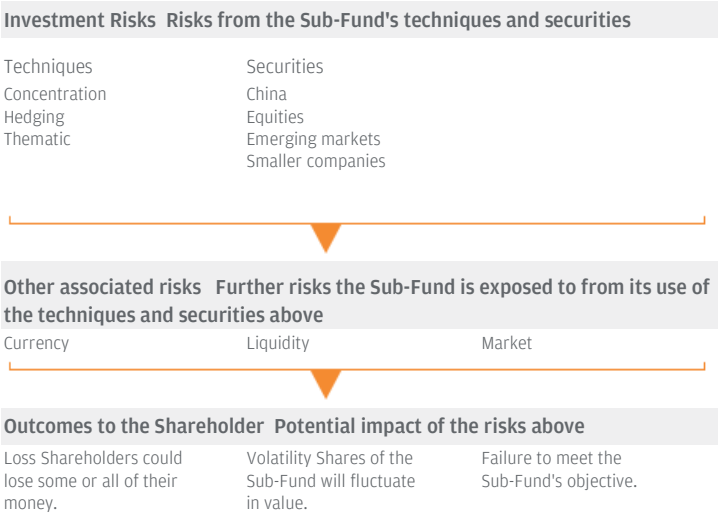 Investment Risks Risks from the Sub-Fund's techniques and securities
Techniques
Concentration
Hedging
Thematic
Securities
China
Equities
Emerging markets
Smaller companies
Other associated risks Further risks the Sub-Fund is exposed to from its use of
the techniques and securities above
Currency
Liquidity
Market
Outcomes to the Shareholder Potential impact of the risks above
Loss Shareholders could
lose some or all of their
money.
Volatility Shares of the
Sub-Fund will fluctuate
in value.
Failure to meet the
Sub-Fund's objective.